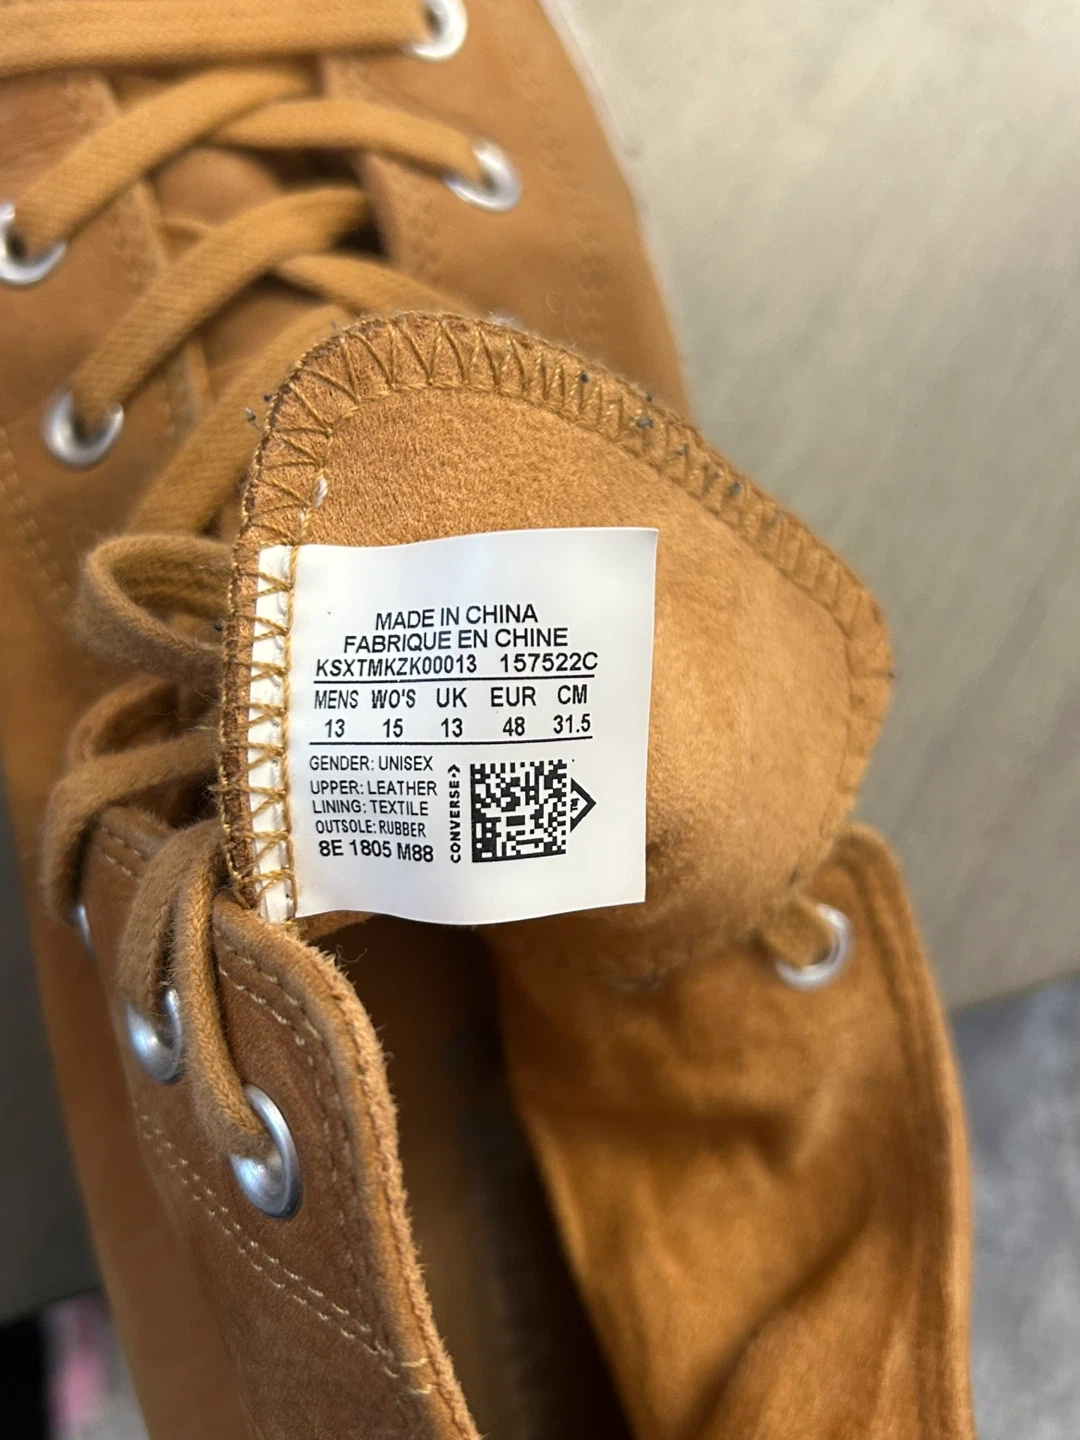 MADE IN CHINA
FABRIQUE EN CHINE
KSXTMKZK00013 157522C
MENS WO'S UK EUR CM
13 15 13 48 31.5
GENDER: UNISEX
UPPER: LEATHER
LINING: TEXTILE
OUTSOLE: RUBBER
8E 1805 M88
CONVERSE
TM